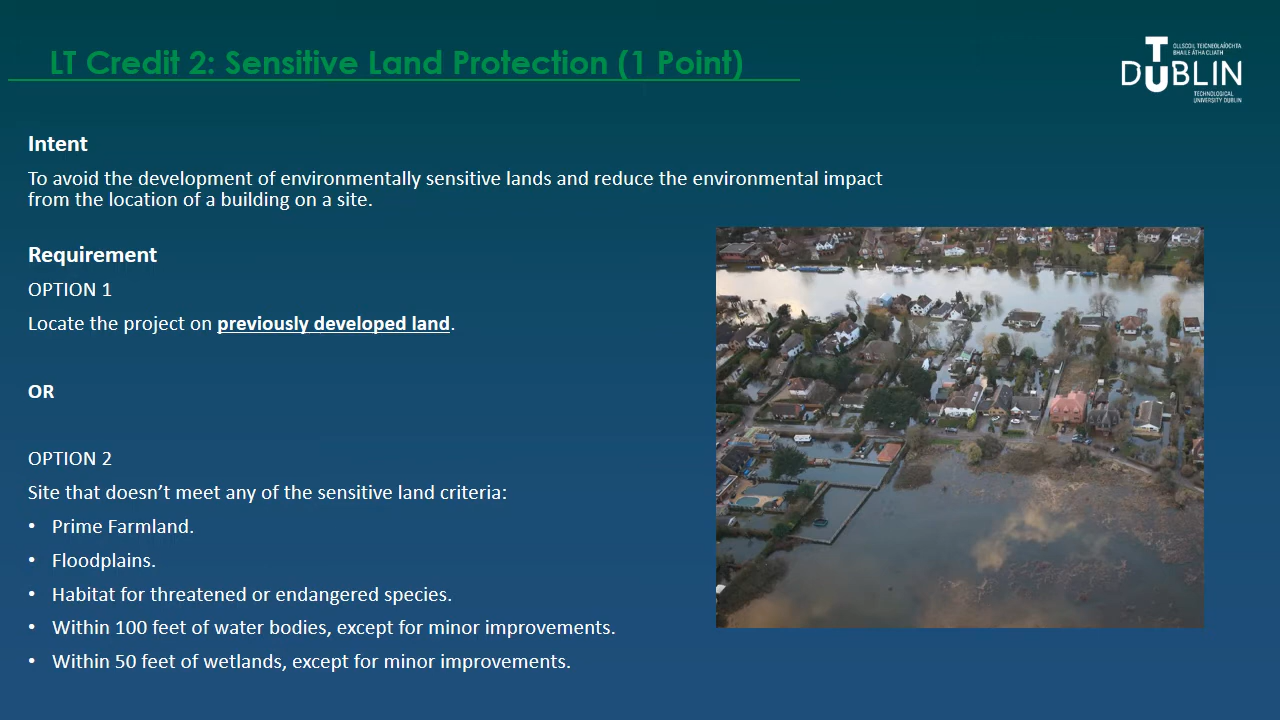 LT Credit 2: Sensitive Land Protection (1 Point)
OLLSCOIL TEICNEOLAÍOCHTA
BHAILE ÁTHA CLIATH
TU DUBLIN
TECHNOLOGICAL
UNIVERSITY DUBLIN
Intent
To avoid the development of environmentally sensitive lands and reduce the environmental impact
from the location of a building on a site.
Requirement
OPTION 1
Locate the project on previously developed land.
OR
OPTION 2
Site that doesn’t meet any of the sensitive land criteria:
• Prime Farmland.
• Floodplains.
• Habitat for threatened or endangered species.
• Within 100 feet of water bodies, except for minor improvements.
• Within 50 feet of wetlands, except for minor improvements.